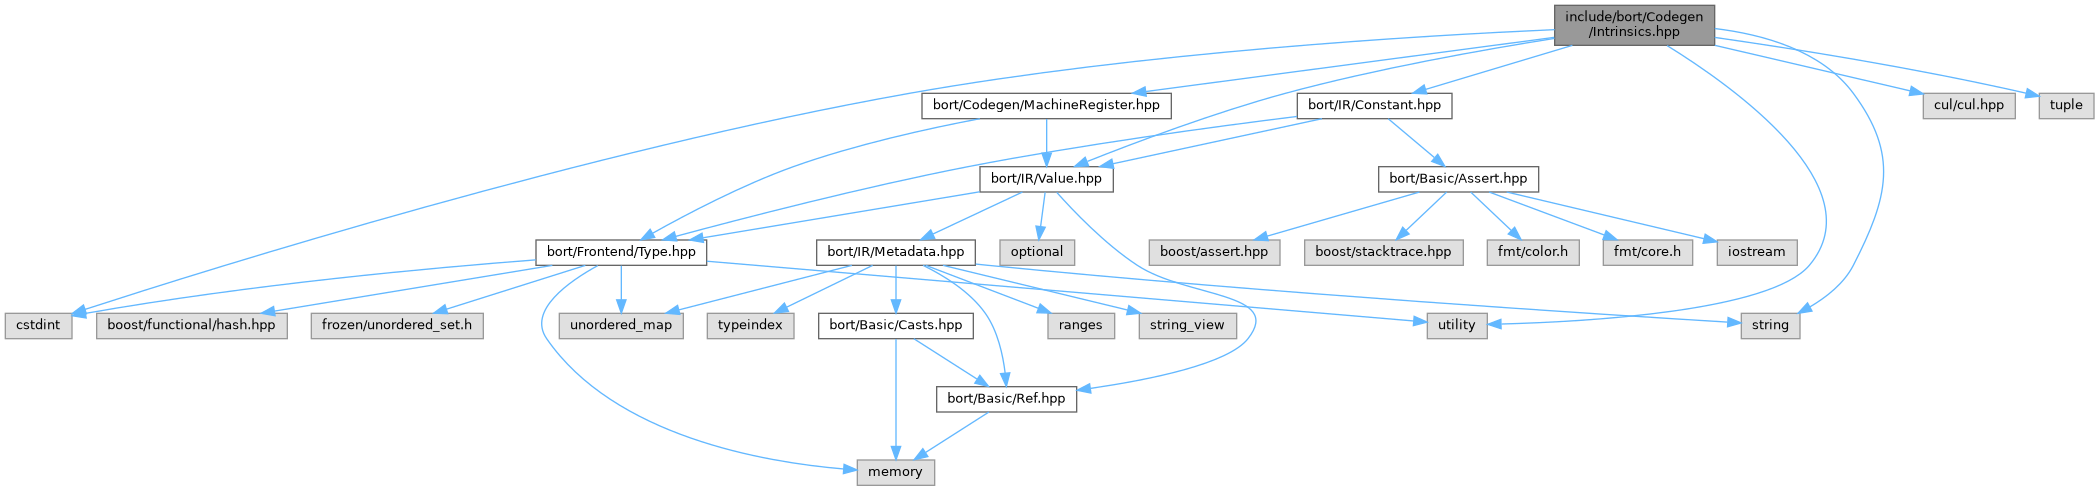 include/bort/Codegen
/Intrinsics.hpp
bort/Codegen/MachineRegister.hpp
bort/IR/Constant.hpp
cul/cul.hpp
tuple
bort/IR/Value.hpp
bort/Basic/Assert.hpp
bort/Frontend/Type.hpp
bort/IR/Metadata.hpp
optional
boost/assert.hpp
boost/stacktrace.hpp
fmt/color.h
fmt/core.h
iostream
cstdint
boost/functional/hash.hpp
frozen/unordered_set.h
unordered_map
typeindex
bort/Basic/Casts.hpp
ranges
string_view
utility
string
bort/Basic/Ref.hpp
memory